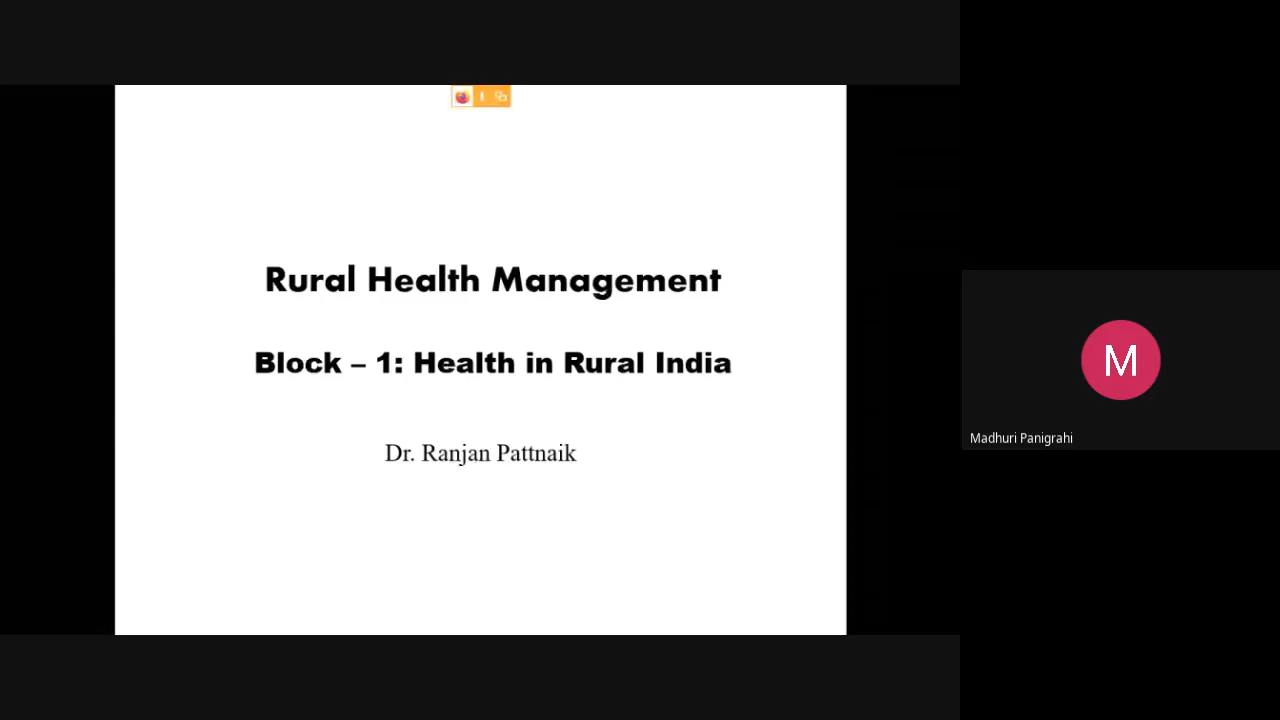 Rural Health Management
Block – 1: Health in Rural India
Dr. Ranjan Pattnaik
M
Madhuri Panigrahi